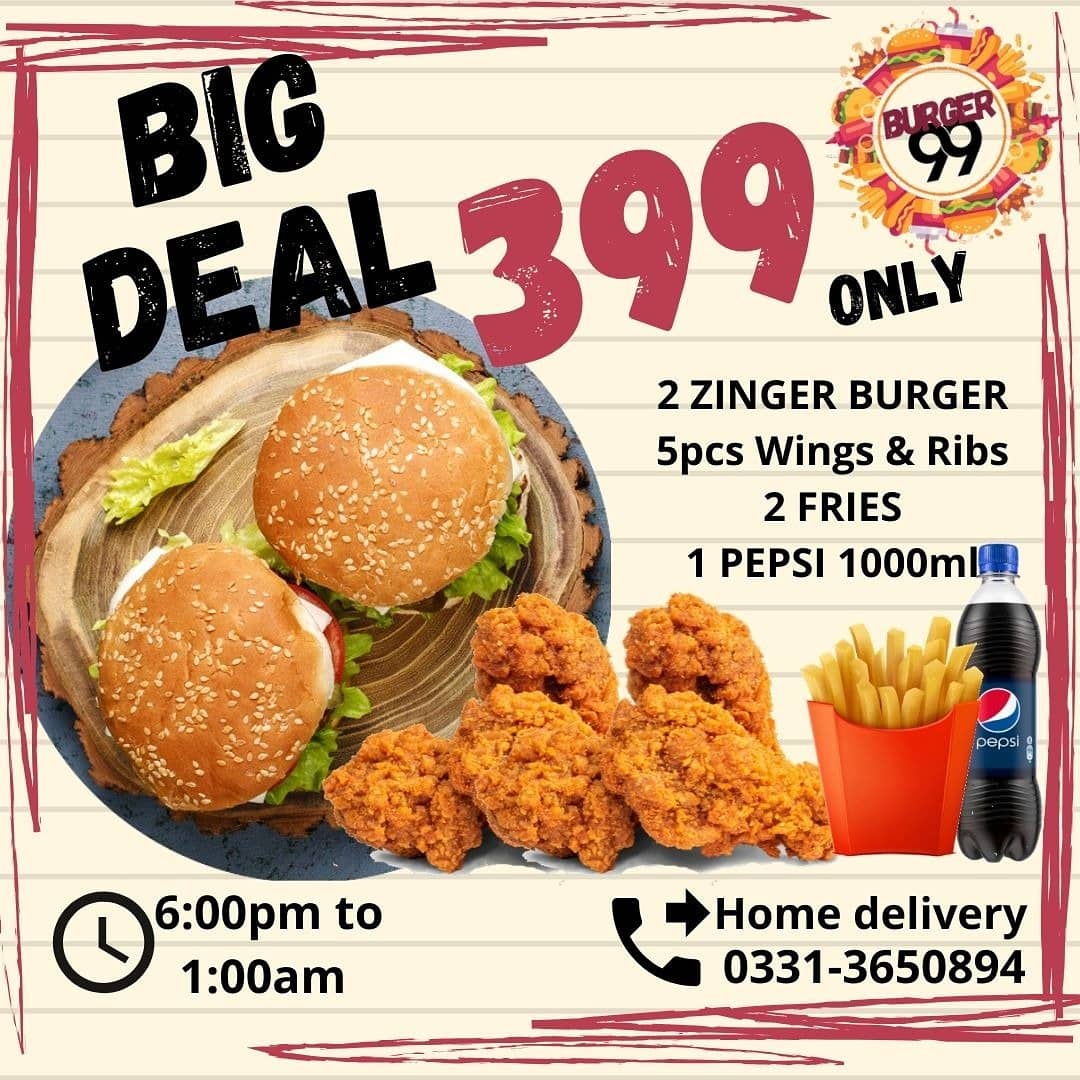 BIG
DEAL
399
ONLY
BURGER
99
2 ZINGER BURGER
5pcs Wings & Ribs
2 FRIES
1 PEPSI 1000ml
pepsi
6:00pm to
1:00am
Home delivery
0331-3650894